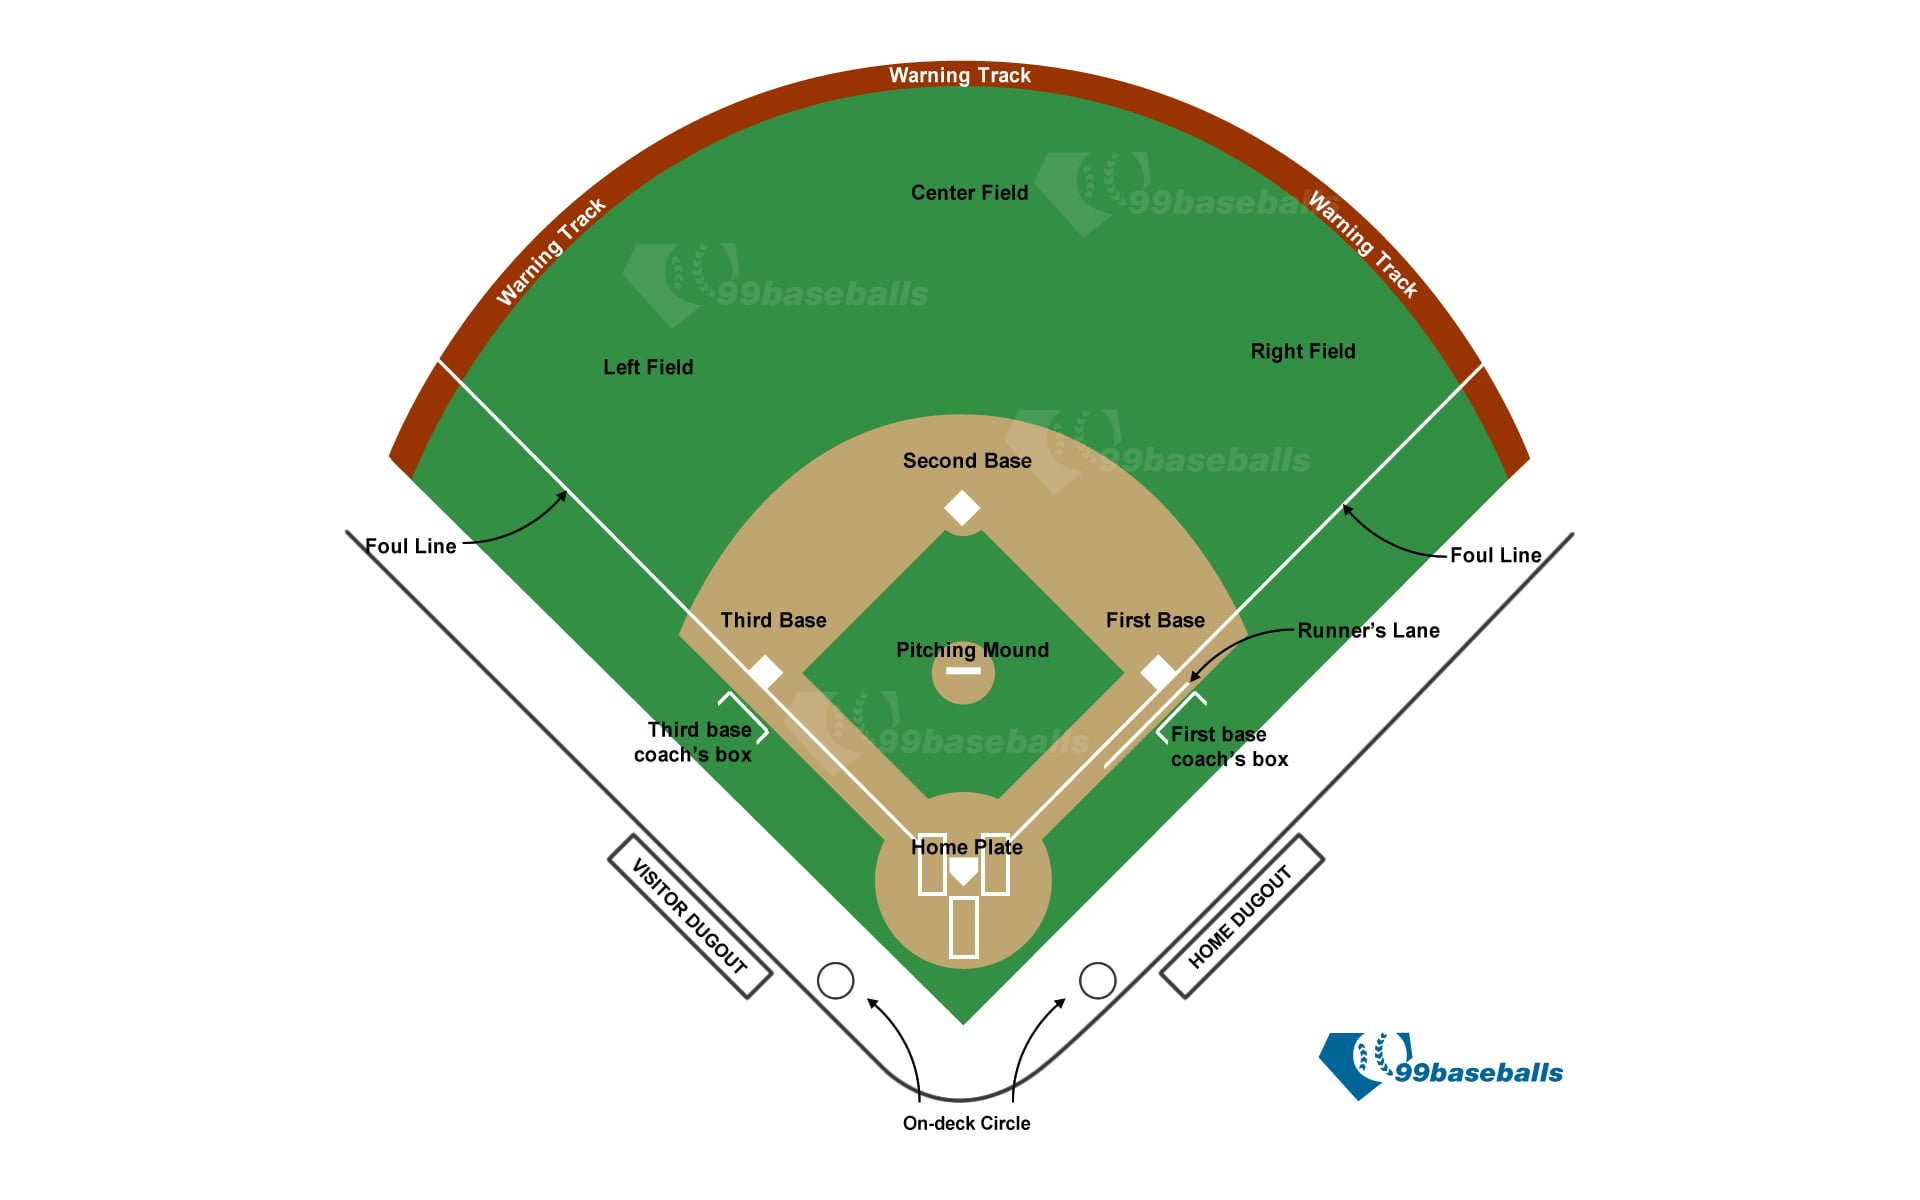 Warning Track
Warning Track
Warning Track
Center Field
99baseballs
99baseballs
Left Field
Right Field
Second Base
99baseballs
Foul Line
Foul Line
Third Base
First Base
Runner’s Lane
Pitching Mound
Third base
coach’s box
99baseballs
First base
coach’s box
Home Plate
VISITOR DUGOUT
HOME DUGOUT
99baseballs
On-deck Circle